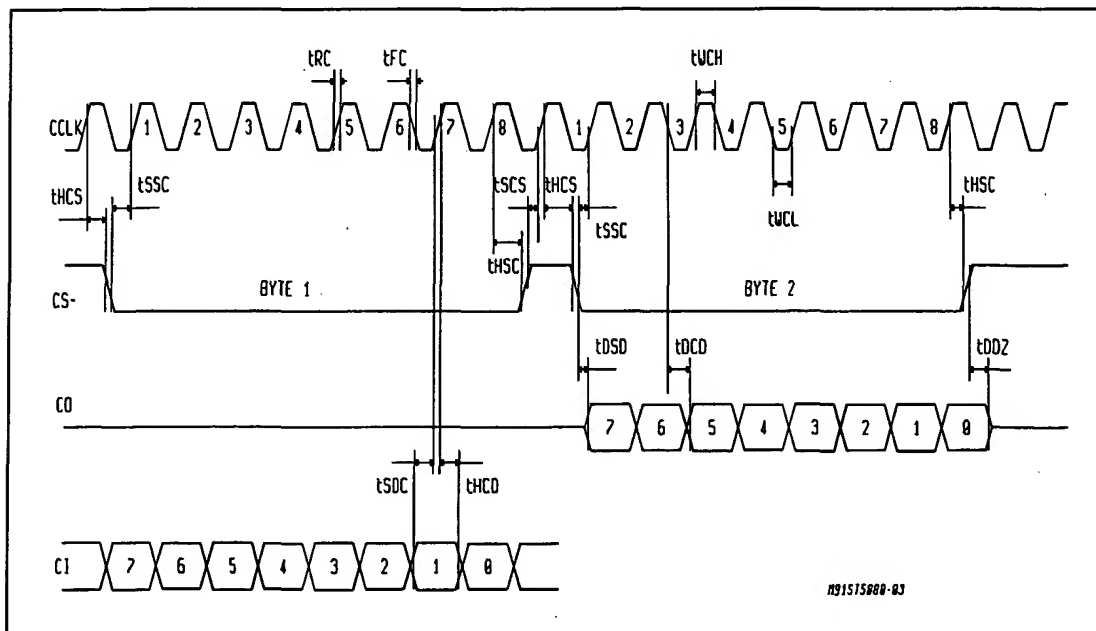 tRC tFC tWCH
CCLK 1 2 3 4 5 6 7 8 1 2 3 4 5 6 7 8
tHCS tSSC tSCS tHCS tSSC tWCL tHSC
tHSC
CS- BYTE 1 BYTE 2
tDSD tDCD tDDZ
CO 7 6 5 4 3 2 1 0
tSDC tHCD
CI 7 6 5 4 3 2 1 0